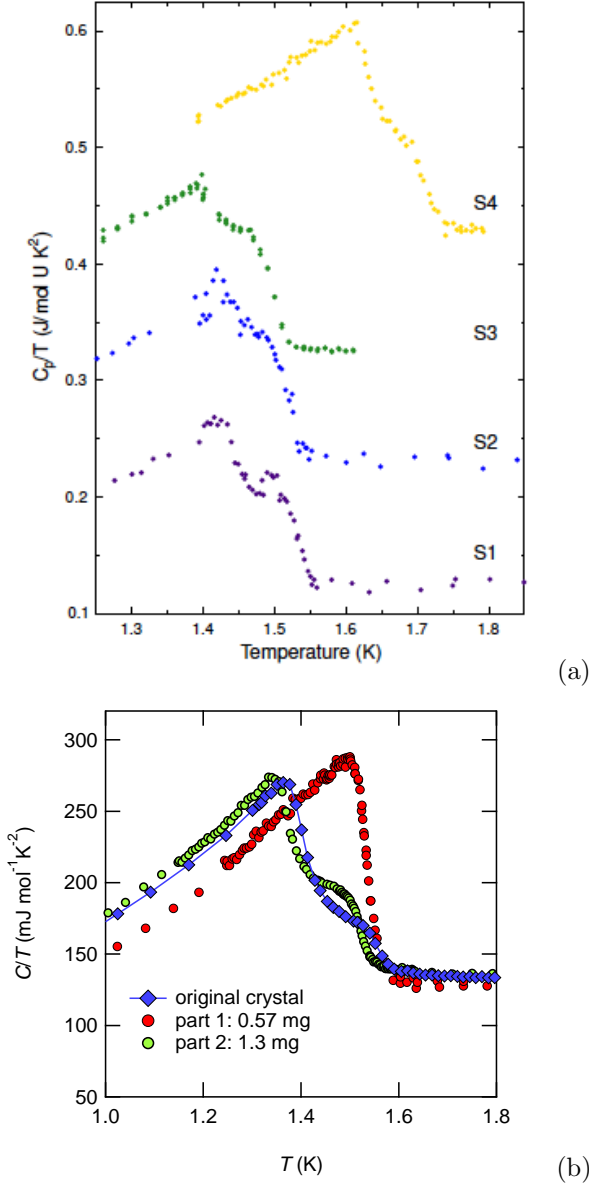 0.6
0.5
0.4
0.3
0.2
0.1
Cp/T (J/mol U K²)
S4
S3
S2
S1
1.3 1.4 1.5 1.6 1.7 1.8
Temperature (K)
(a)
300
250
200
150
100
50
C/T (mJ mol⁻¹K⁻²)
original crystal
part 1: 0.57 mg
part 2: 1.3 mg
1.0 1.2 1.4 1.6 1.8
T (K)
(b)